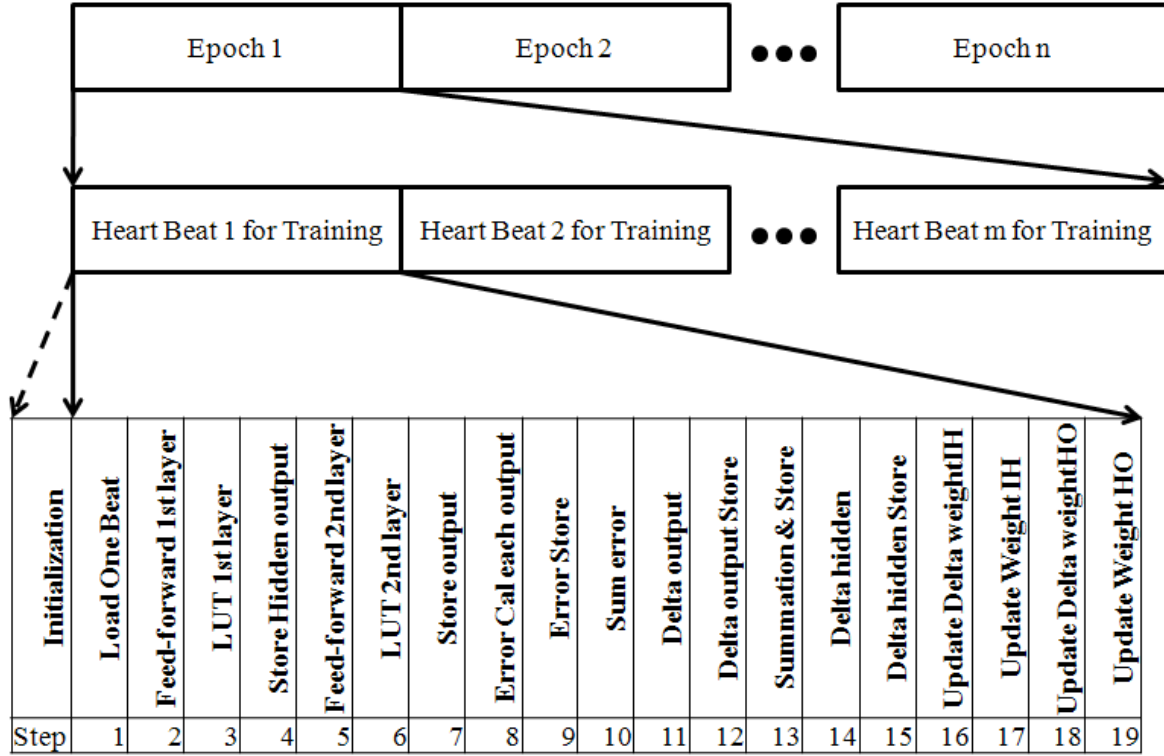 Epoch 1
Epoch 2
Epoch n
Heart Beat 1 for Training
Heart Beat 2 for Training
Heart Beat m for Training
Initialization
Load One Beat
Feed-forward 1st layer
LUT 1st layer
Store Hidden output
Feed-forward 2nd layer
LUT 2nd layer
Store output
Error Cal each output
Error Store
Sum error
Delta output
Delta output Store
Summation & Store
Delta hidden
Delta hidden Store
Update Delta weightIH
Update Weight IH
Update Delta weightHO
Update Weight HO
Step 1 2 3 4 5 6 7 8 9 10 11 12 13 14 15 16 17 18 19